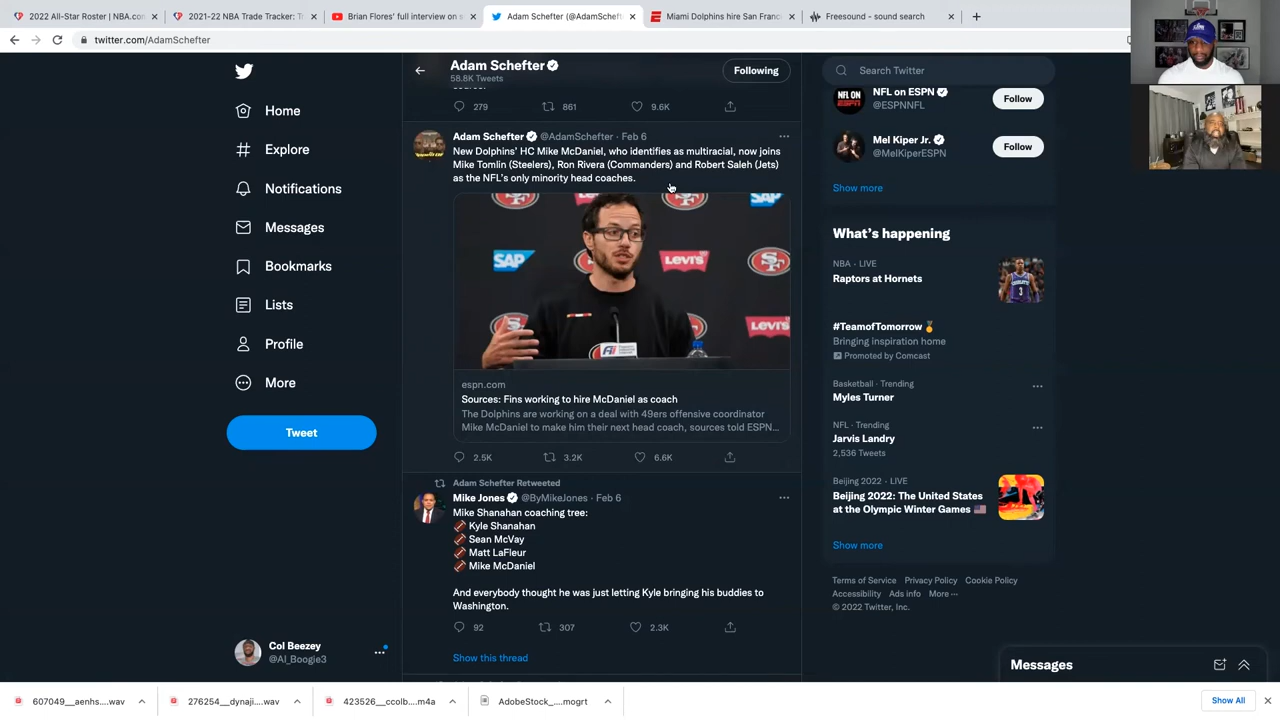 2022 All-Star Roster | NBA.con
2021-22 NBA Trade Tracker: Tr
Brian Flores' full interview on s
Adam Schefter (@AdamSchefte
Miami Dolphins hire San Franc
Freesound - sound search
twitter.com/AdamSchefter
Home
Explore
Notifications
Messages
Bookmarks
Lists
Profile
More
Tweet
Col Beezey
@Al_Boogie3
Adam Schefter
58.8K Tweets
Following
279
861
9.6K
Adam Schefter @AdamSchefter · Feb 6
New Dolphins' HC Mike McDaniel, who identifies as multiracial, now joins
Mike Tomlin (Steelers), Ron Rivera (Commanders) and Robert Saleh (Jets)
as the NFL's only minority head coaches.
SAP
SAP
Levi's
Levi's
espn.com
Sources: Fins working to hire McDaniel as coach
The Dolphins are working on a deal with 49ers offensive coordinator
Mike McDaniel to make him their next head coach, sources told ESPN...
2.5K
3.2K
6.6K
Adam Schefter Retweeted
Mike Jones @ByMikeJones · Feb 6
Mike Shanahan coaching tree:
Kyle Shanahan
Sean McVay
Matt LaFleur
Mike McDaniel
And everybody thought he was just letting Kyle bringing his buddies to
Washington.
92
307
2.3K
Show this thread
Search Twitter
NFL on ESPN
@ESPNNFL
Follow
Mel Kiper Jr.
@MelKiperESPN
Follow
Show more
What's happening
NBA · LIVE
Raptors at Hornets
#TeamofTomorrow
Bringing inspiration home
Promoted by Comcast
Basketball · Trending
Myles Turner
NFL · Trending
Jarvis Landry
2,536 Tweets
Beijing 2022 · LIVE
Beijing 2022: The United States
at the Olympic Winter Games
Show more
Terms of Service Privacy Policy Cookie Policy
Accessibility Ads info More ···
© 2022 Twitter, Inc.
Messages
607049__aenhs....wav
276254__dynaji....wav
423526__ccolb....m4a
AdobeStock_....mogrt
Show All